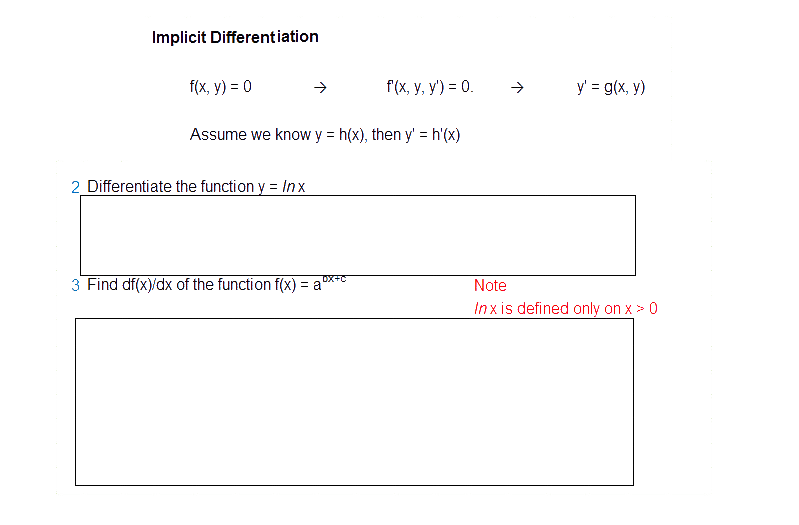 Implicit Differentiation
f(x, y) = 0 → f'(x, y, y') = 0. → y' = g(x, y)
Assume we know y = h(x), then y' = h'(x)
2 Differentiate the function y = ln x
3 Find df(x)/dx of the function f(x) = a^bx+c
Note
ln x is defined only on x > 0